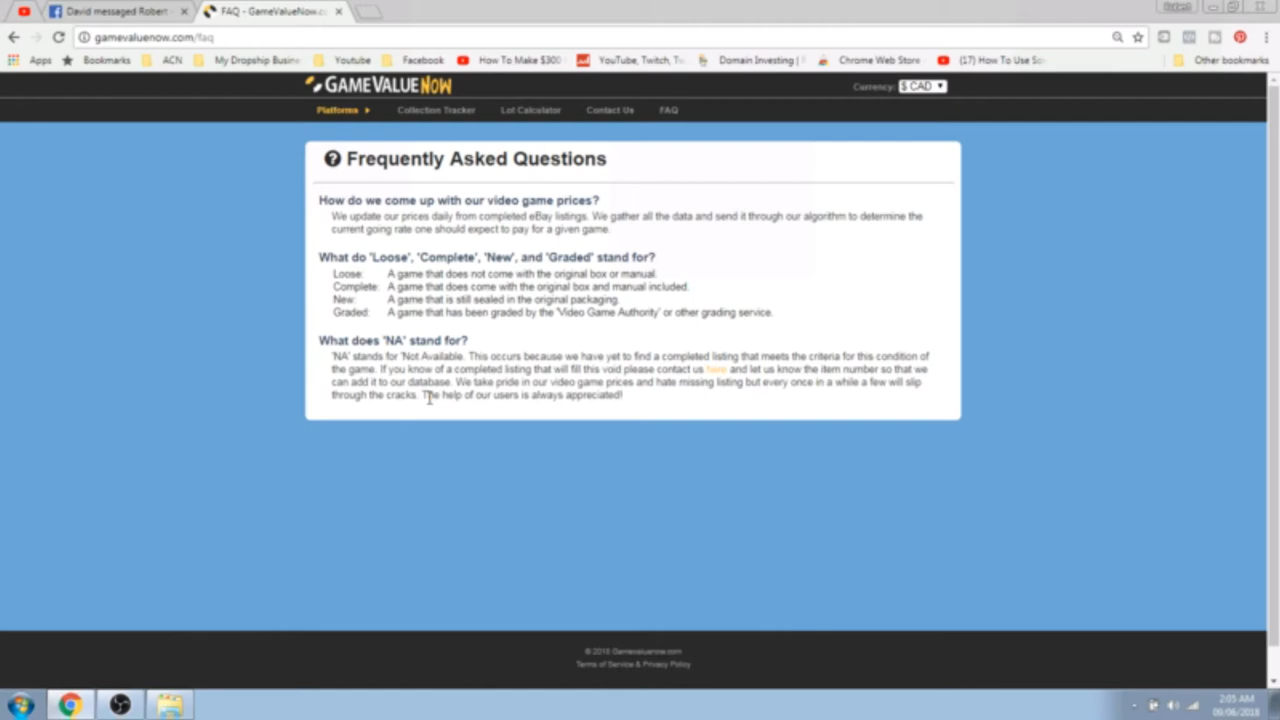 David messaged Robert
FAQ - GameValueNow.c
gamevaluenow.com/faq
Apps
Bookmarks
ACN
My Dropship Busine
Youtube
Facebook
How To Make $300
YouTube, Twitch, T
Domain Investing |
Chrome Web Store
(17) How To Use
Other bookmarks
GAMEVALUENOW
Currency: $ CAD
Platforms
Collection Tracker
Lot Calculator
Contact Us
FAQ
Frequently Asked Questions
How do we come up with our video game prices?
We update our prices daily from completed eBay listings. We gather all the data and send it through our algorithm to determine the
current going rate one should expect to pay for a given game.
What do 'Loose', 'Complete', 'New', and 'Graded' stand for?
Loose: A game that does not come with the original box or manual.
Complete: A game that does come with the original box and manual included.
New: A game that is still sealed in the original packaging.
Graded: A game that has been graded by the 'Video Game Authority' or other grading service.
What does 'NA' stand for?
'NA' stands for 'Not Available. This occurs because we have yet to find a completed listing that meets the criteria for this condition of
the game. If you know of a completed listing that will fill this void please contact us here and let us know the item number so that we
can add it to our database. We take pride in our video game prices and hate missing listing but every once in a while a few will slip
through the cracks. The help of our users is always appreciated!
© 2018 Gamevaluenow.com
Terms of Service & Privacy Policy
2:05 AM
09/06/2018